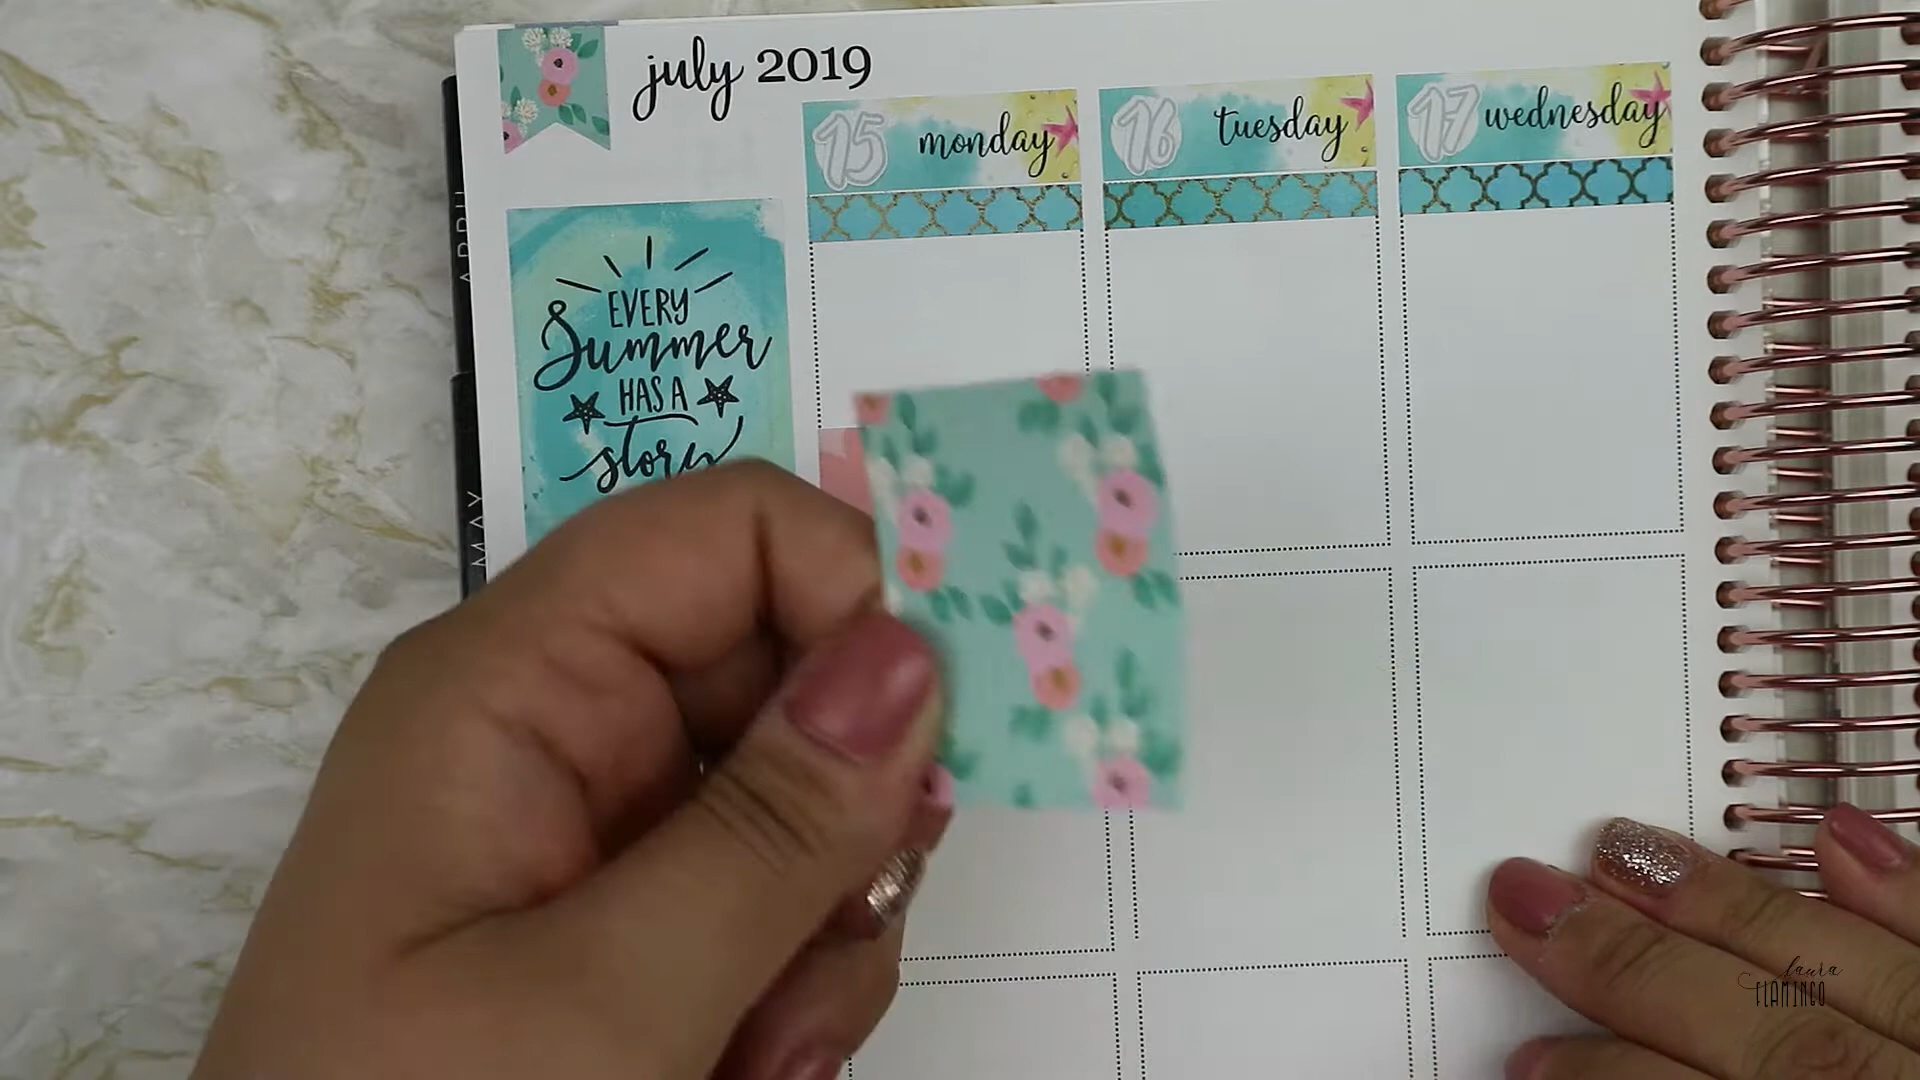 july 2019
15 monday
16 tuesday
17 wednesday
EVERY
Summer
HAS A
story
APRIL
MAY
laura
FLAMINGO